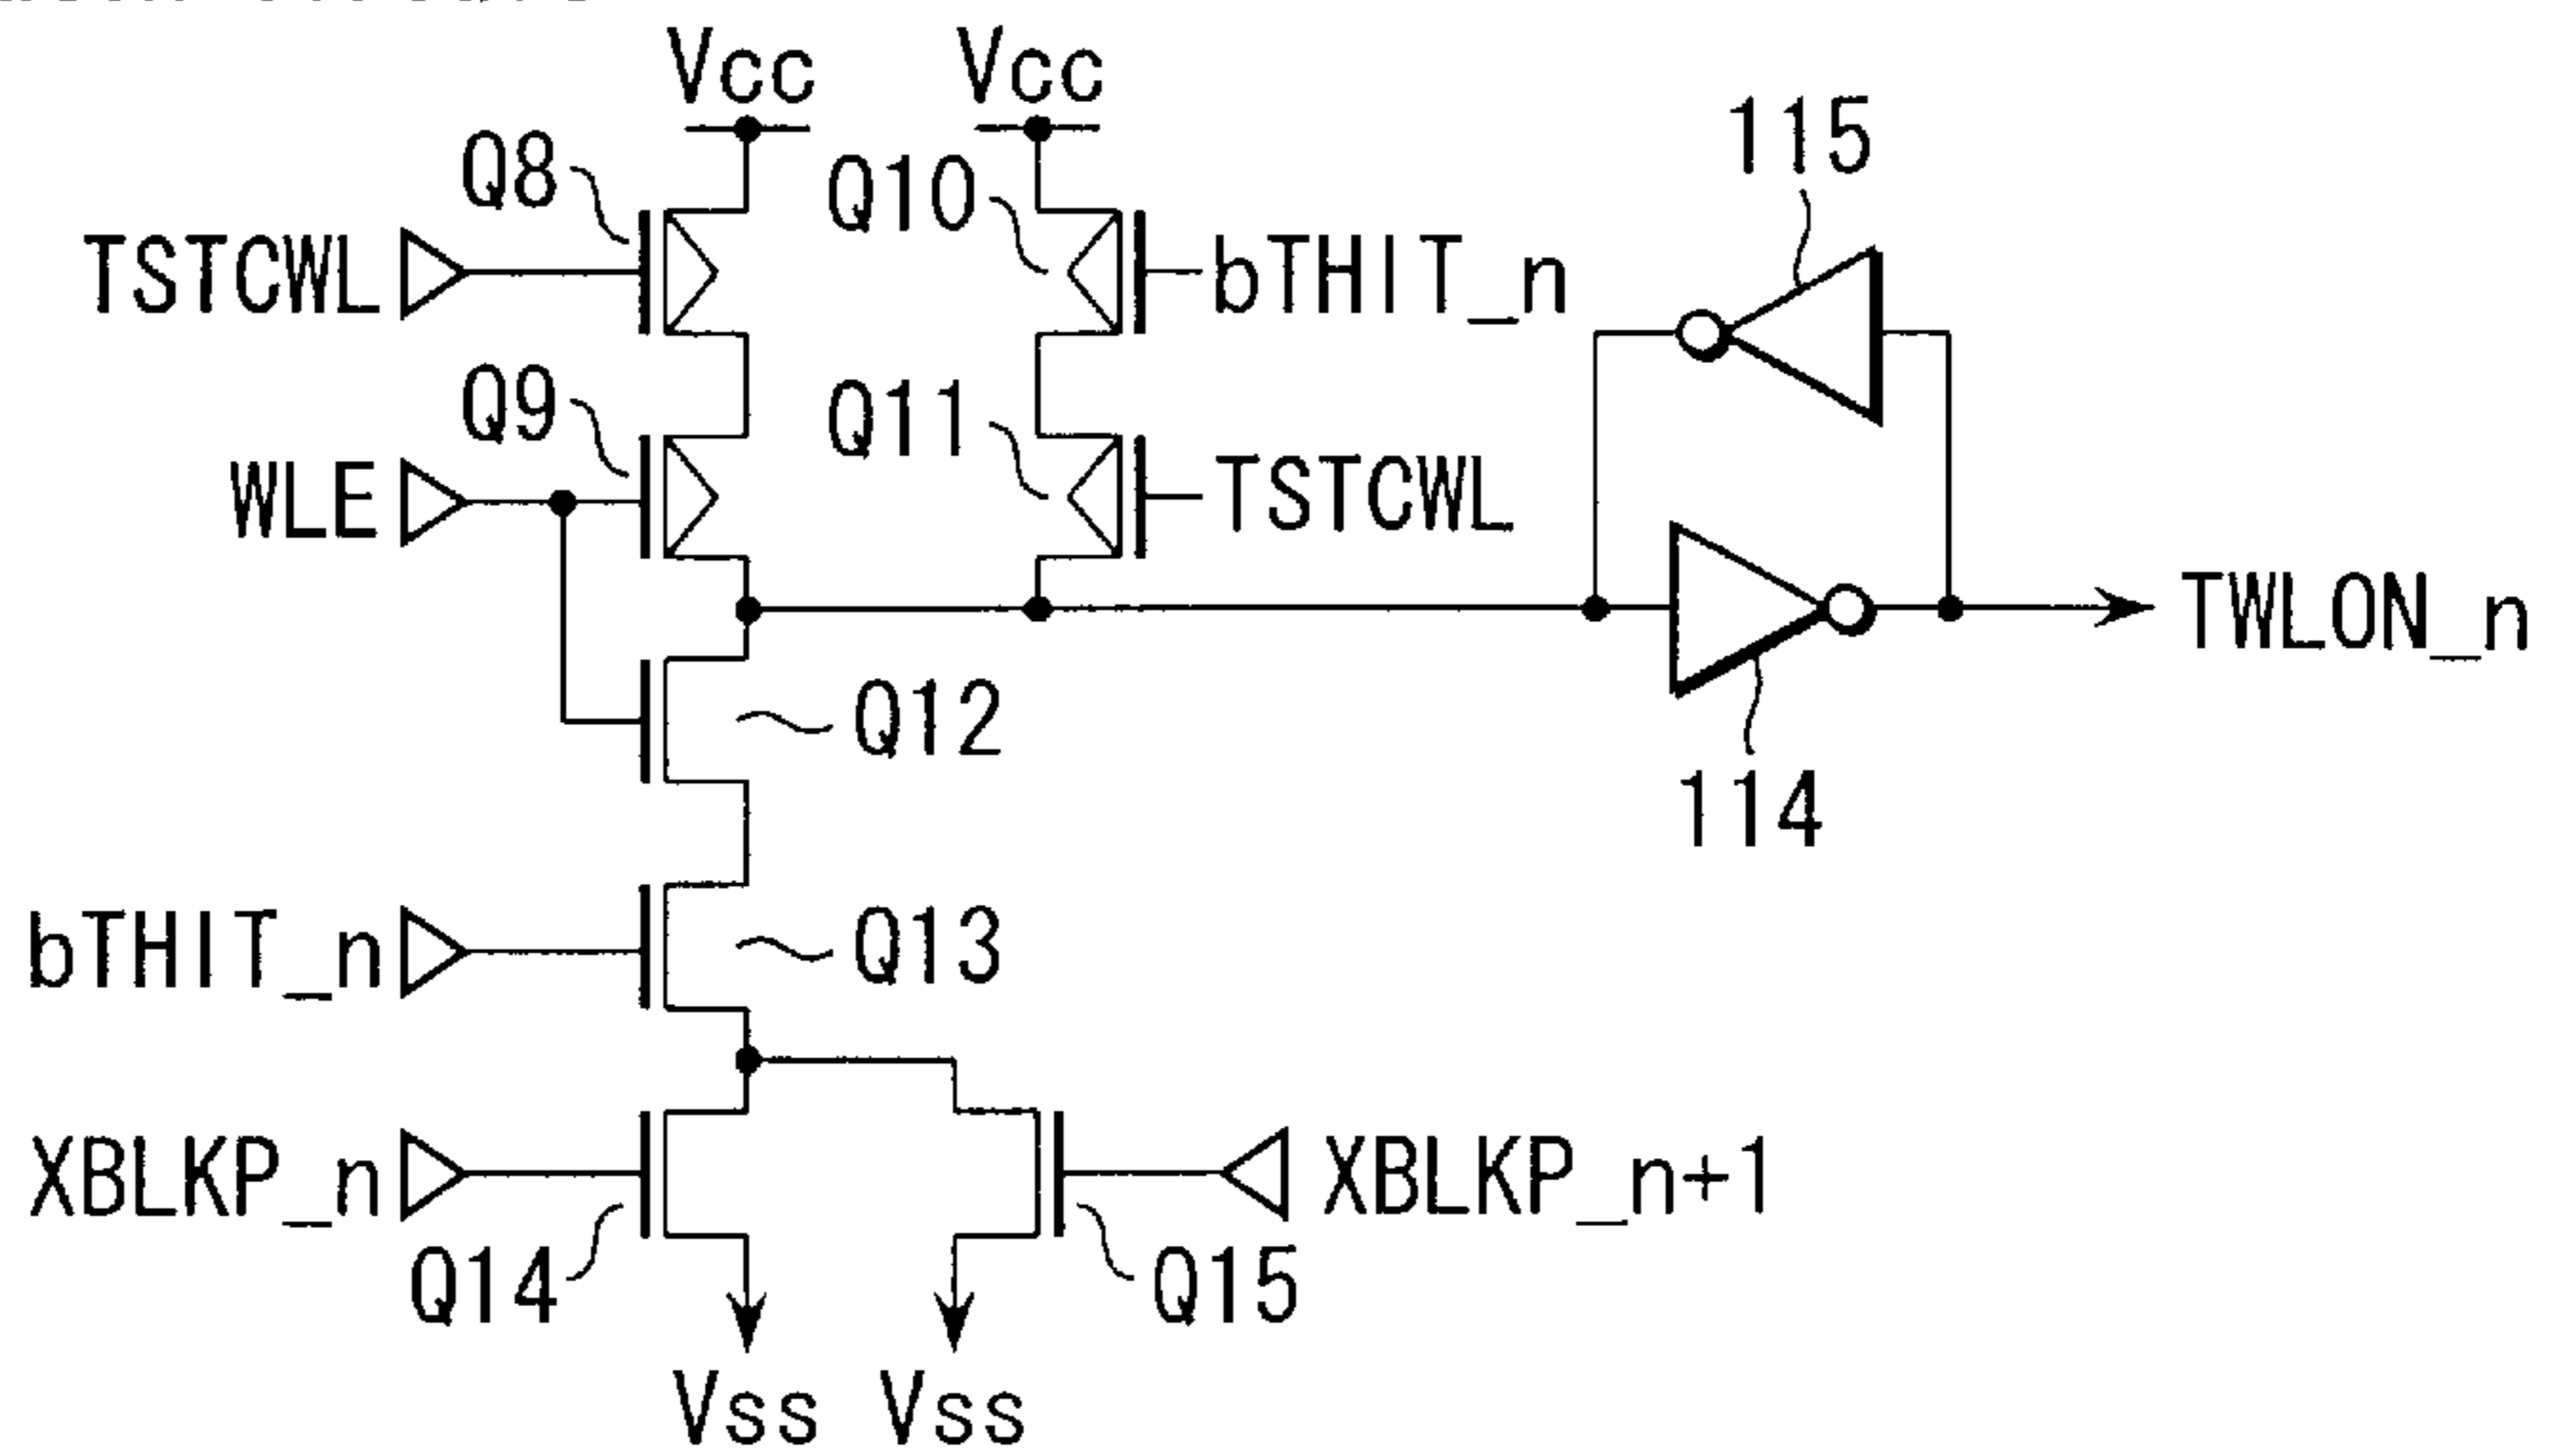 Vcc Vcc
Q8
Q10
115
TSTCWL
bTHIT_n
Q9
Q11
WLE
TSTCWL
TWLON_n
Q12
114
bTHIT_n
Q13
XBLKP_n
XBLKP_n+1
Q14
Q15
Vss Vss